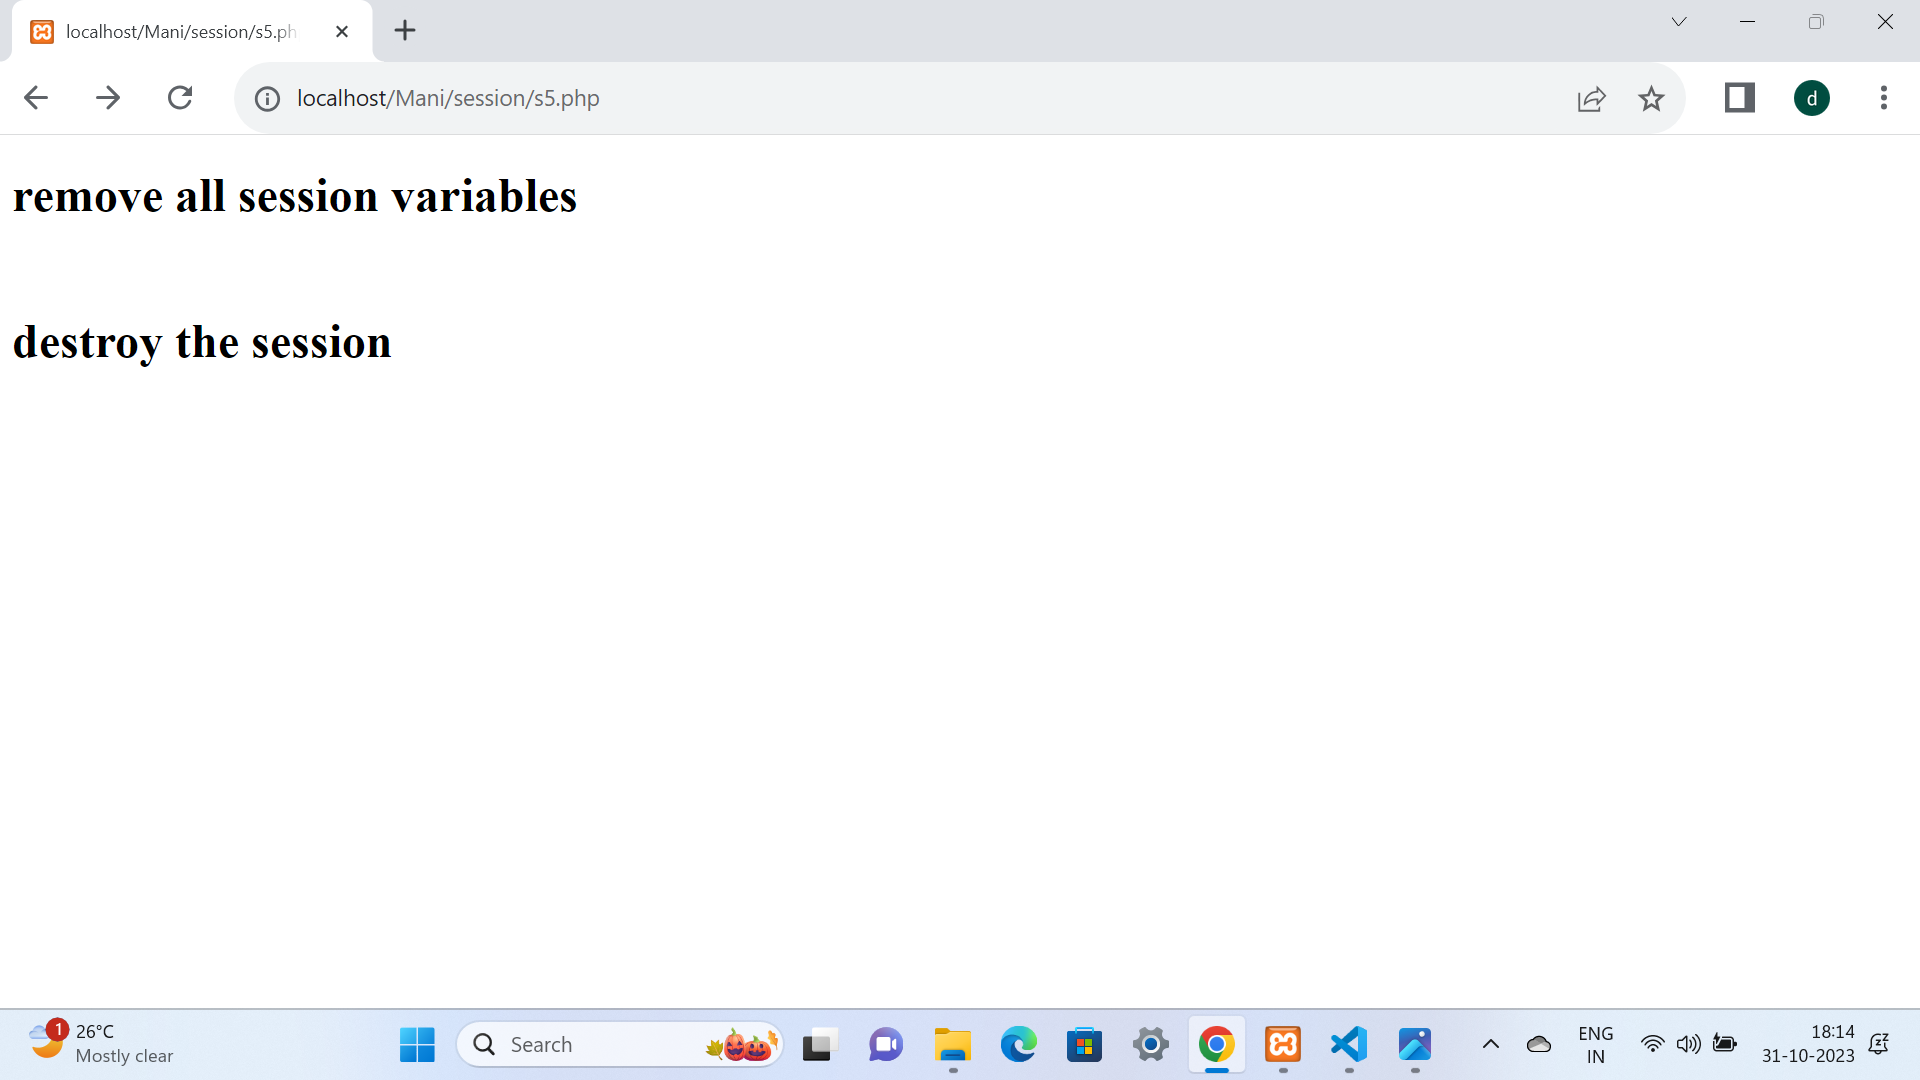 localhost/Mani/session/s5.ph
localhost/Mani/session/s5.php
d
remove all session variables
destroy the session
1
26°C
Mostly clear
Search
ENG
IN
18:14
31-10-2023